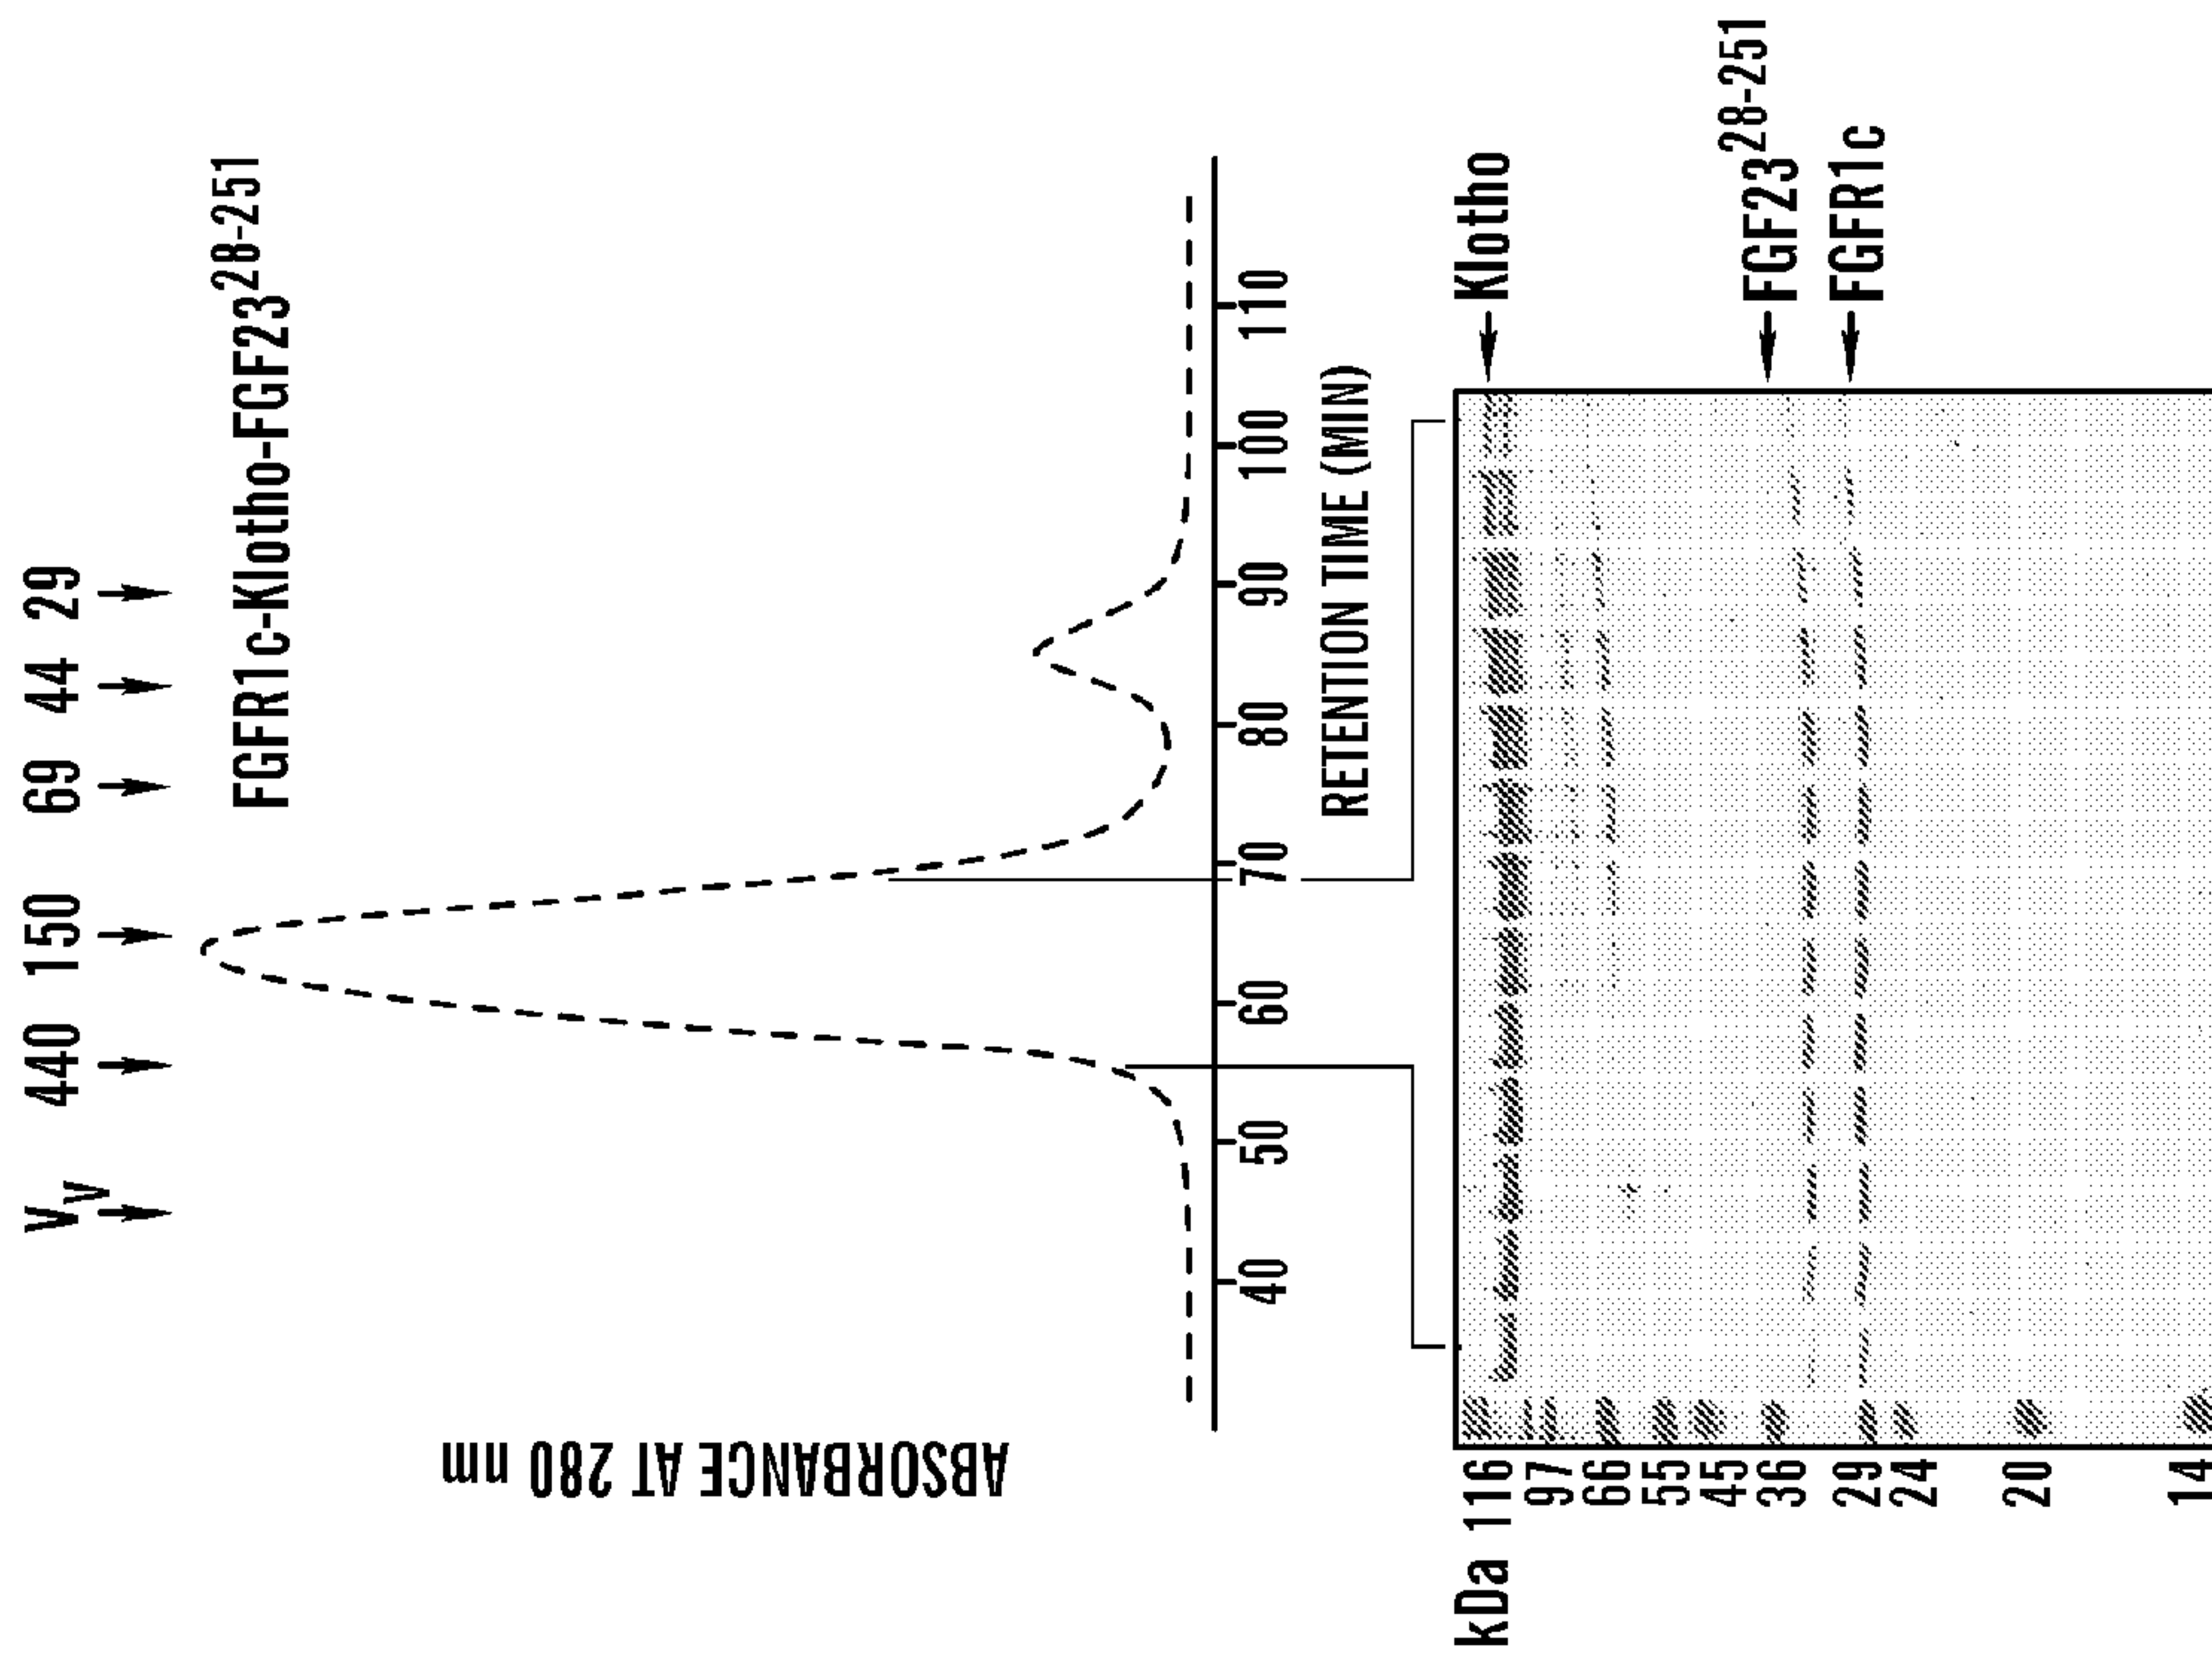 Vv 440 150 69 44 29
FGFR1c-Klotho-FGF23 28-251
ABSORBANCE AT 280 nm
40 50 60 70 80 90 100 110
RETENTION TIME (MIN)
kDa
116
97
66
55
45
36
29
24
20
14
Klotho
FGF23 28-251
FGFR1c